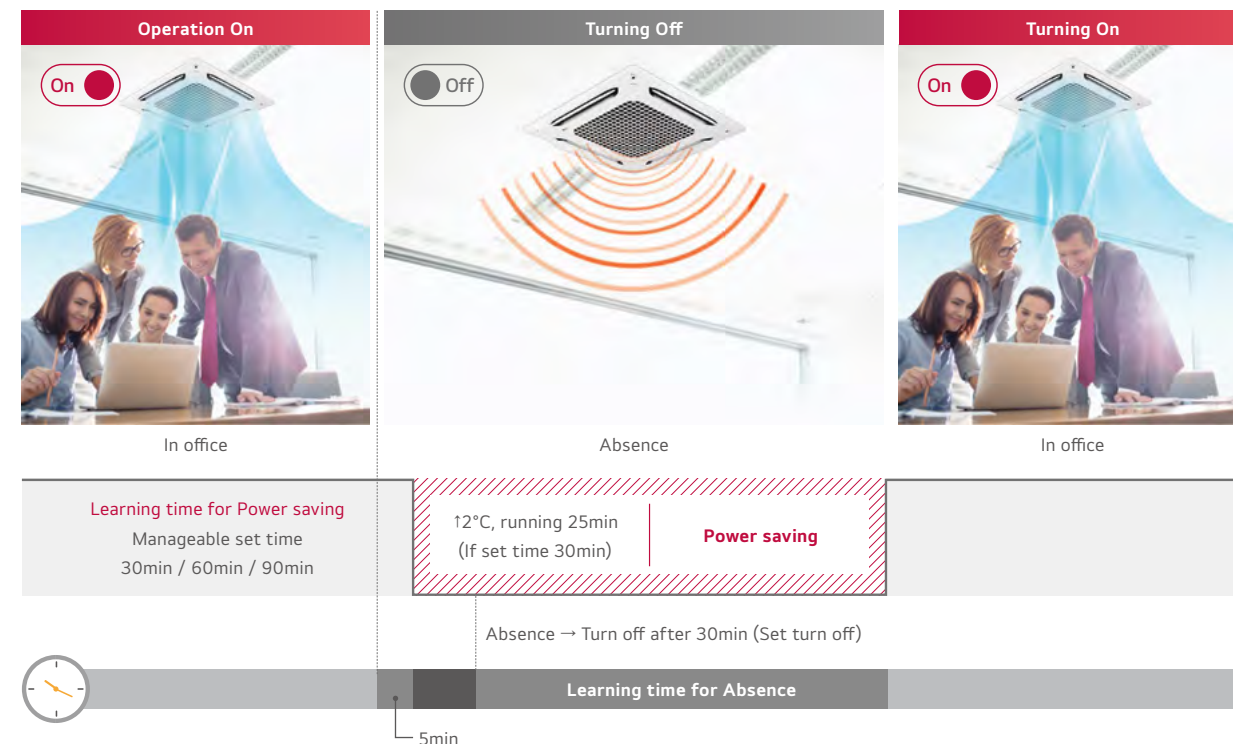 Operation On
Turning Off
Turning On
On
Off
On
In office
Absence
In office
Learning time for Power saving
Manageable set time
30min / 60min / 90min
↑2°C, running 25min
(If set time 30min)
Power saving
Absence → Turn off after 30min (Set turn off)
Learning time for Absence
5min